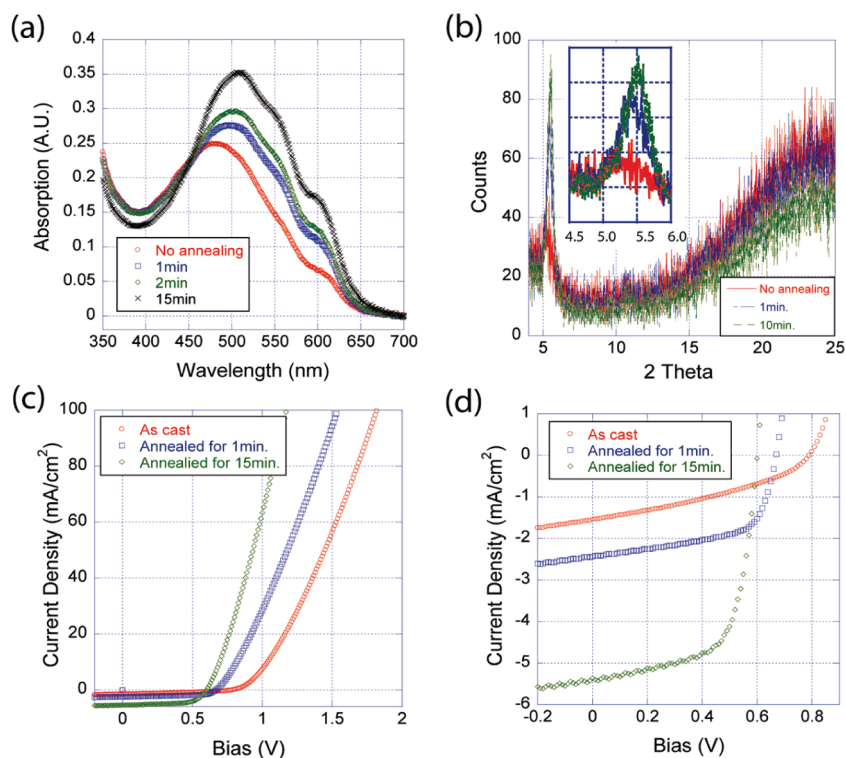 (a)
Absorption (A.U.)
0.35
0.3
0.25
0.2
0.15
0.1
0.05
0
No annealing
1min
2min
15min
350 400 450 500 550 600 650 700
Wavelength (nm)
(b)
Counts
100
80
60
40
20
0
4.5 5.0 5.5 6.0
No annealing
1min.
10min.
5 10 15 20 25
2 Theta
(c)
Current Density (mA/cm²)
100
80
60
40
20
0
As cast
Annealed for 1min.
Annealied for 15min.
0 0.5 1 1.5 2
Bias (V)
(d)
Current Density (mA/cm²)
1
0
-1
-2
-3
-4
-5
-6
As cast
Annealed for 1min.
Annealied for 15min.
-0.2 0 0.2 0.4 0.6 0.8
Bias (V)